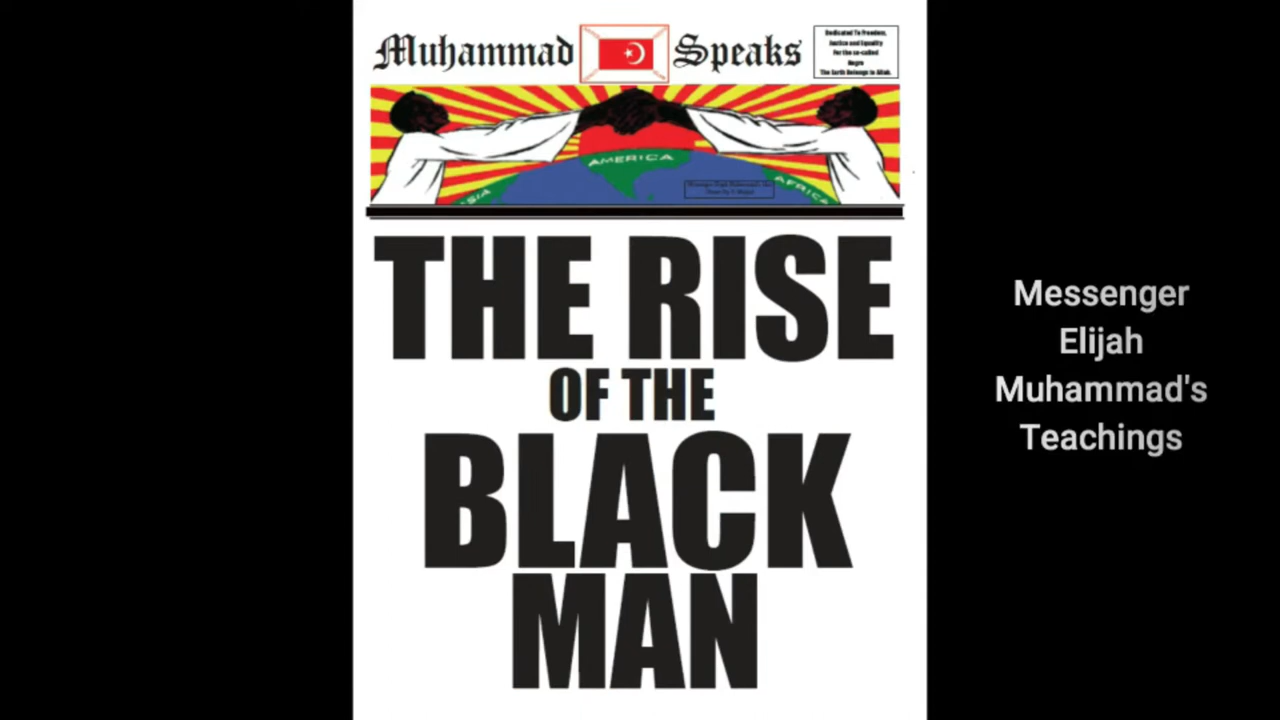 Muhammad Speaks
Dedicated To Freedom,
Justice and Equality
For the so-called
Negro
The Earth Belongs to Allah.
AMERICA
ASIA
AFRICA
THE RISE
OF THE
BLACK
MAN
Messenger
Elijah
Muhammad's
Teachings